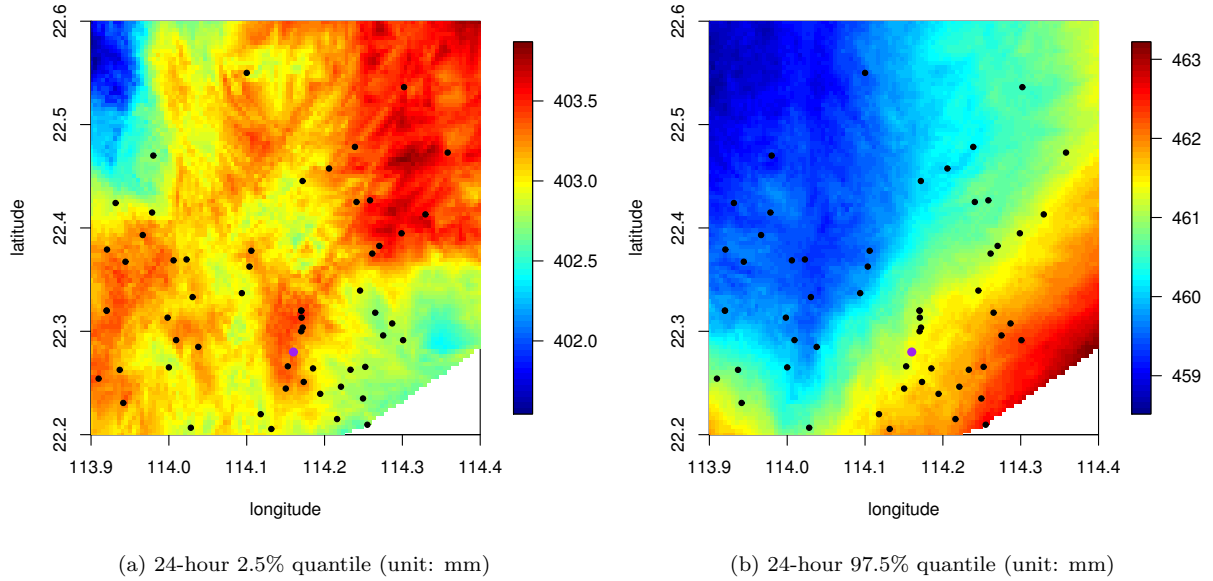 22.6
22.5
22.4
22.3
22.2
latitude
113.9 114.0 114.1 114.2 114.3 114.4
longitude
403.5
403.0
402.5
402.0
(a) 24-hour 2.5% quantile (unit: mm)
22.6
22.5
22.4
22.3
22.2
latitude
113.9 114.0 114.1 114.2 114.3 114.4
longitude
463
462
461
460
459
(b) 24-hour 97.5% quantile (unit: mm)